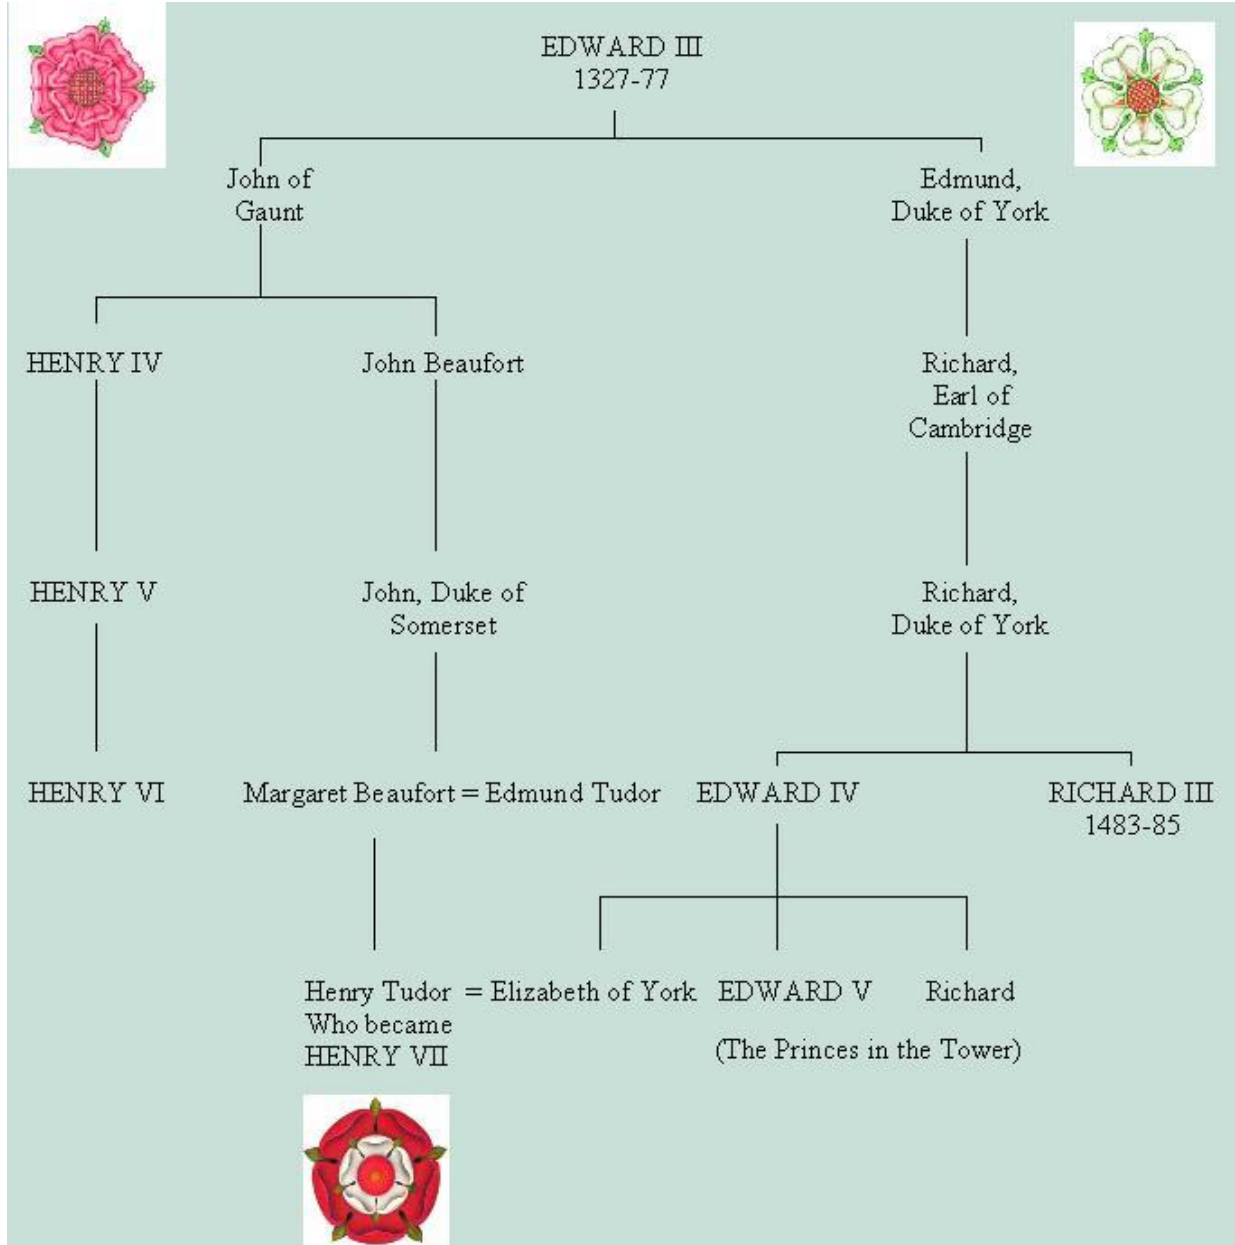 EDWARD III
1327-77
John of
Gaunt
Edmund,
Duke of York
HENRY IV
John Beaufort
Richard,
Earl of
Cambridge
HENRY V
John, Duke of
Somerset
Richard,
Duke of York
HENRY VI
Margaret Beaufort = Edmund Tudor
EDWARD IV
RICHARD III
1483-85
Henry Tudor = Elizabeth of York
Who became
HENRY VII
EDWARD V
Richard
(The Princes in the Tower)